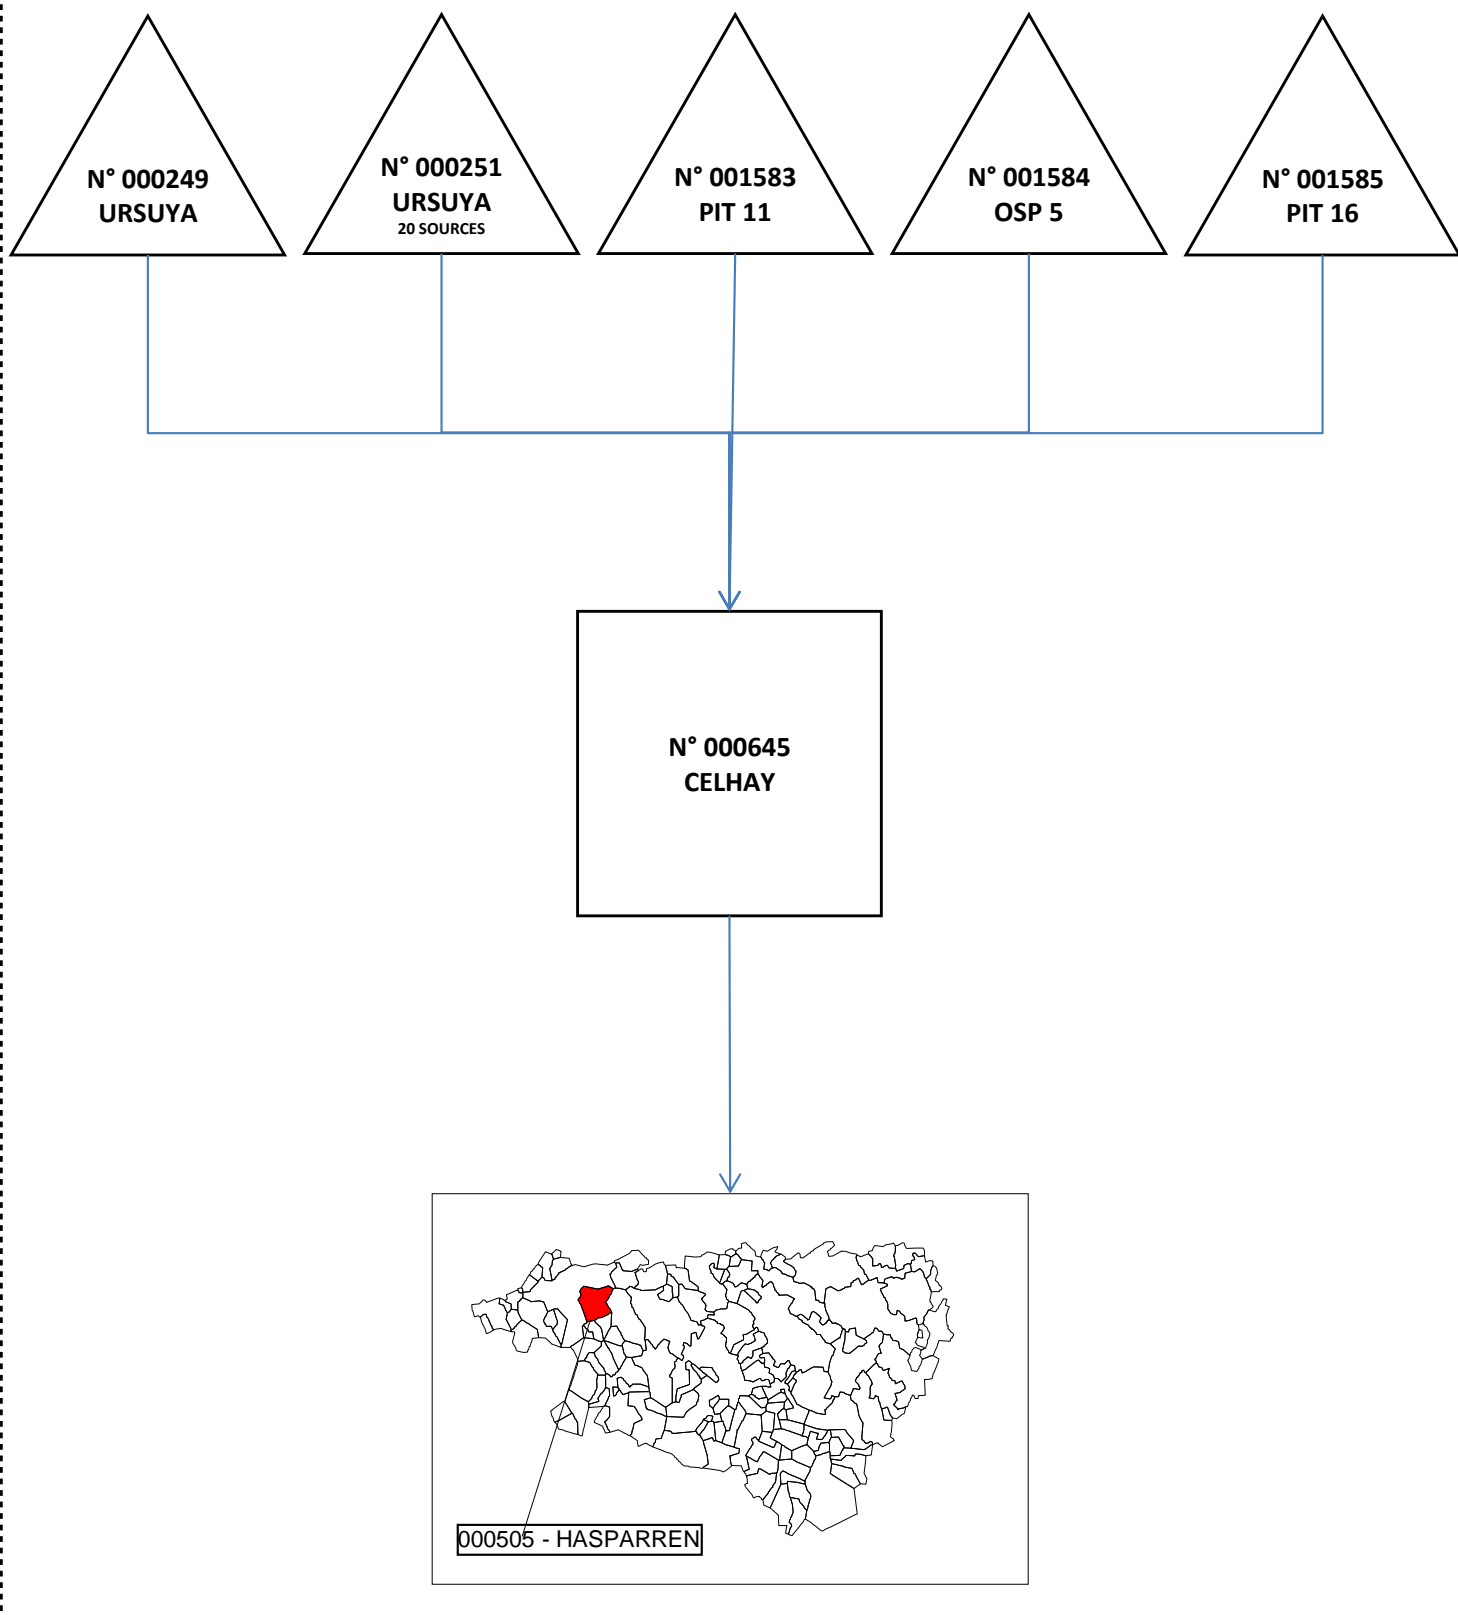 N° 000249
URSUYA
N° 000251
URSUYA
20 SOURCES
N° 001583
PIT 11
N° 001584
OSP 5
N° 001585
PIT 16
N° 000645
CELHAY
000505 - HASPARREN